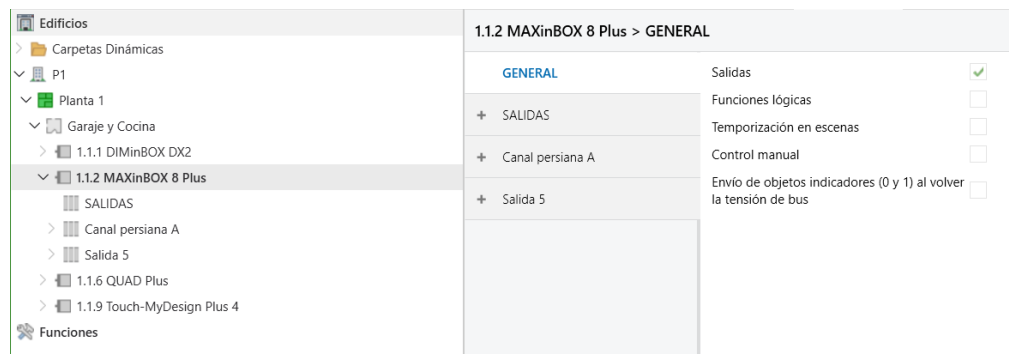 Edificios
Carpetas Dinámicas
P1
Planta 1
Garaje y Cocina
1.1.1 DIMinBOX DX2
1.1.2 MAXinBOX 8 Plus
SALIDAS
Canal persiana A
Salida 5
1.1.6 QUAD Plus
1.1.9 Touch-MyDesign Plus 4
Funciones
1.1.2 MAXinBOX 8 Plus > GENERAL
GENERAL
+ SALIDAS
+ Canal persiana A
+ Salida 5
Salidas
Funciones lógicas
Temporización en escenas
Control manual
Envío de objetos indicadores (0 y 1) al volver
la tensión de bus